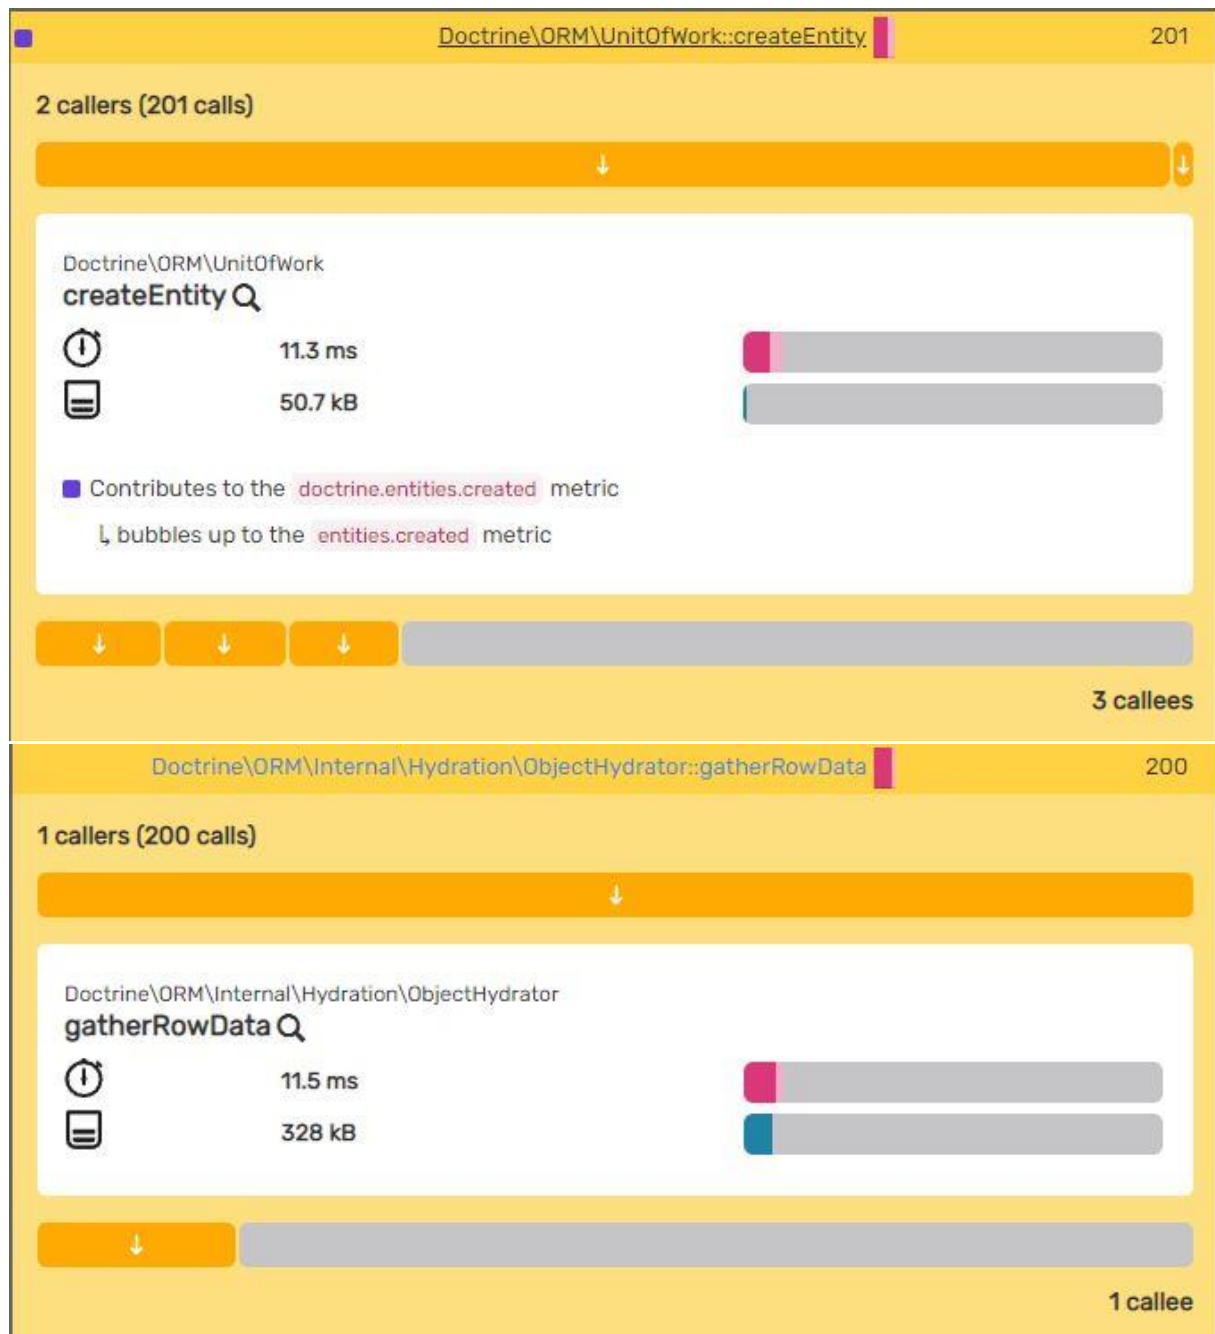 Doctrine\ORM\UnitOfWork::createEntity 201
2 callers (201 calls)
Doctrine\ORM\UnitOfWork
createEntity
11.3 ms
50.7 kB
Contributes to the doctrine.entities.created metric
bubbles up to the entities.created metric
3 callees
Doctrine\ORM\Internal\Hydration\ObjectHydrator::gatherRowData 200
1 callers (200 calls)
Doctrine\ORM\Internal\Hydration\ObjectHydrator
gatherRowData
11.5 ms
328 kB
1 callee